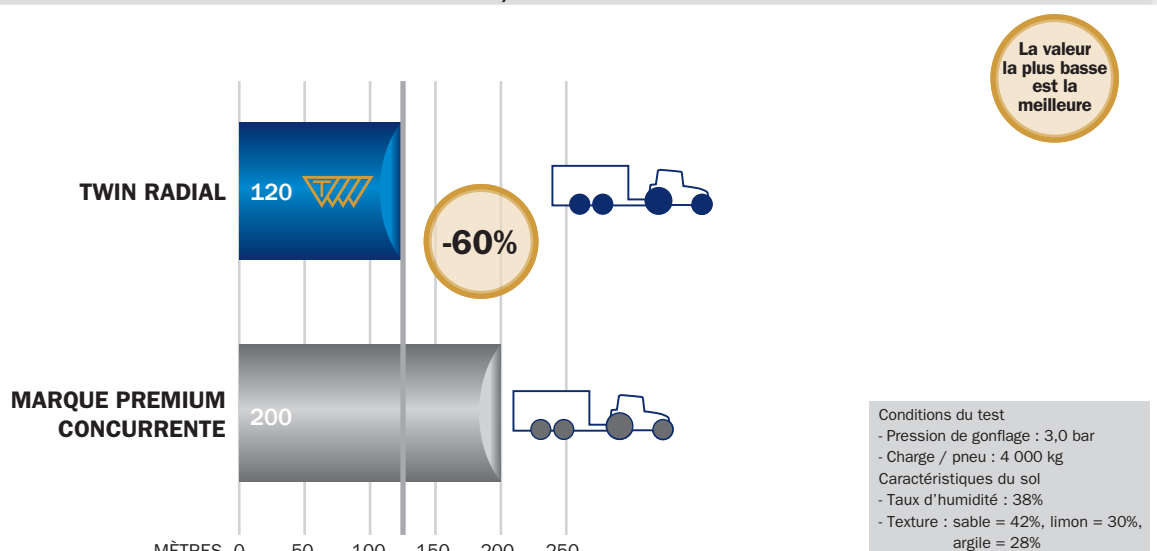 La valeur
la plus basse
est la
meilleure
TWIN RADIAL
120
-60%
MARQUE PREMIUM
CONCURRENTE
200
Conditions du test
- Pression de gonflage : 3,0 bar
- Charge / pneu : 4 000 kg
Caractéristiques du sol
- Taux d'humidité : 38%
- Texture : sable = 42%, limon = 30%,
argile = 28%
MÈTRES 0 50 100 150 200 250